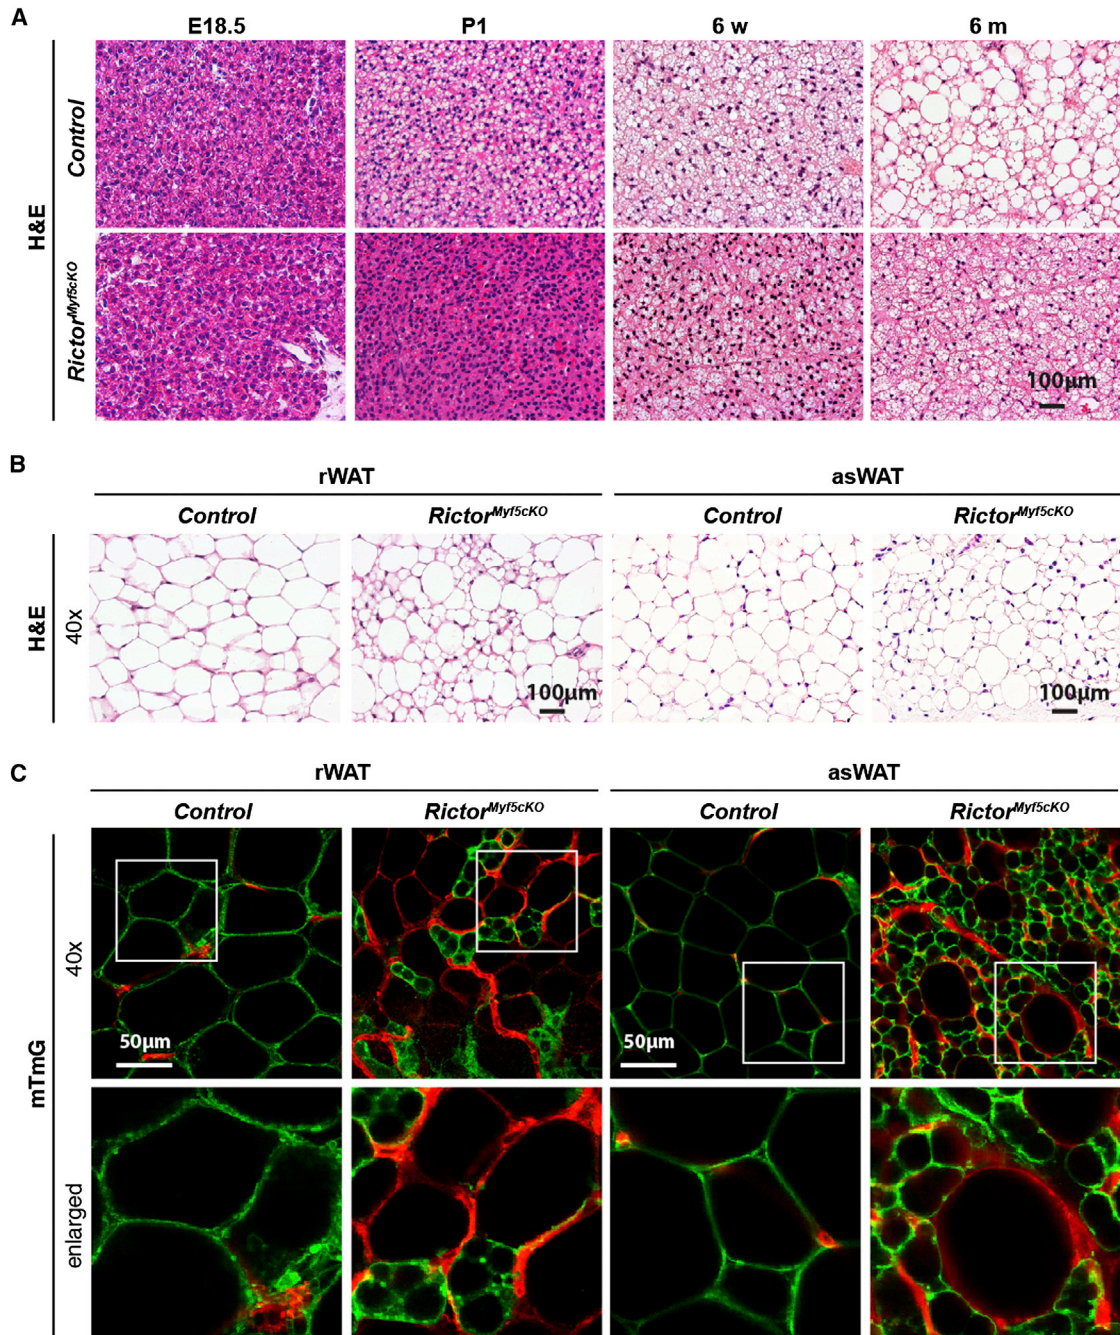 A
E18.5 P1 6 w 6 m
H&E
Control
Rictor^Myf5cKO
100µm
B
rWAT asWAT
Control Rictor^Myf5cKO Control Rictor^Myf5cKO
H&E
40x
100µm 100µm
C
rWAT asWAT
Control Rictor^Myf5cKO Control Rictor^Myf5cKO
mTmG
40x
50µm 50µm
enlarged